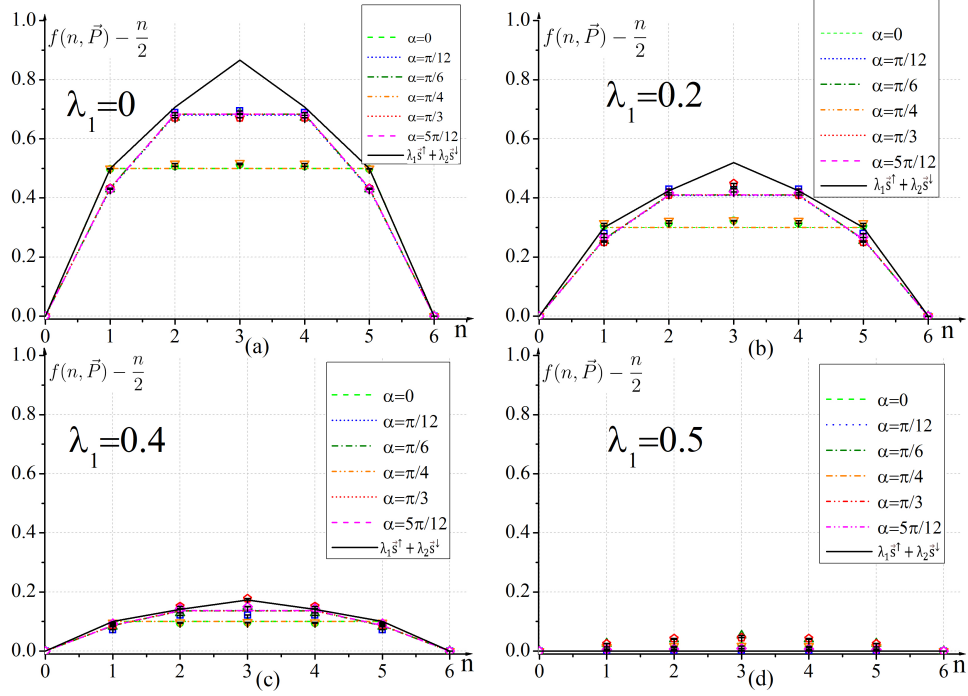 f(n, P⃗) − n/2
1.0
0.8
0.6
0.4
0.2
0.0
0 1 2 3 4 5 6 n
λ₁=0
α=0
α=π/12
α=π/6
α=π/4
α=π/3
α=5π/12
λ₁s⃗↑ + λ₂s⃗↓
(a)
f(n, P⃗) − n/2
1.0
0.8
0.6
0.4
0.2
0.0
0 1 2 3 4 5 6 n
λ₁=0.2
α=0
α=π/12
α=π/6
α=π/4
α=π/3
α=5π/12
λ₁s⃗↑ + λ₂s⃗↓
(b)
f(n, P⃗) − n/2
1.0
0.8
0.6
0.4
0.2
0.0
0 1 2 3 4 5 6 n
λ₁=0.4
α=0
α=π/12
α=π/6
α=π/4
α=π/3
α=5π/12
λ₁s⃗↑ + λ₂s⃗↓
(c)
f(n, P⃗) − n/2
1.0
0.8
0.6
0.4
0.2
0.0
0 1 2 3 4 5 6 n
λ₁=0.5
α=0
α=π/12
α=π/6
α=π/4
α=π/3
α=5π/12
λ₁s⃗↑ + λ₂s⃗↓
(d)